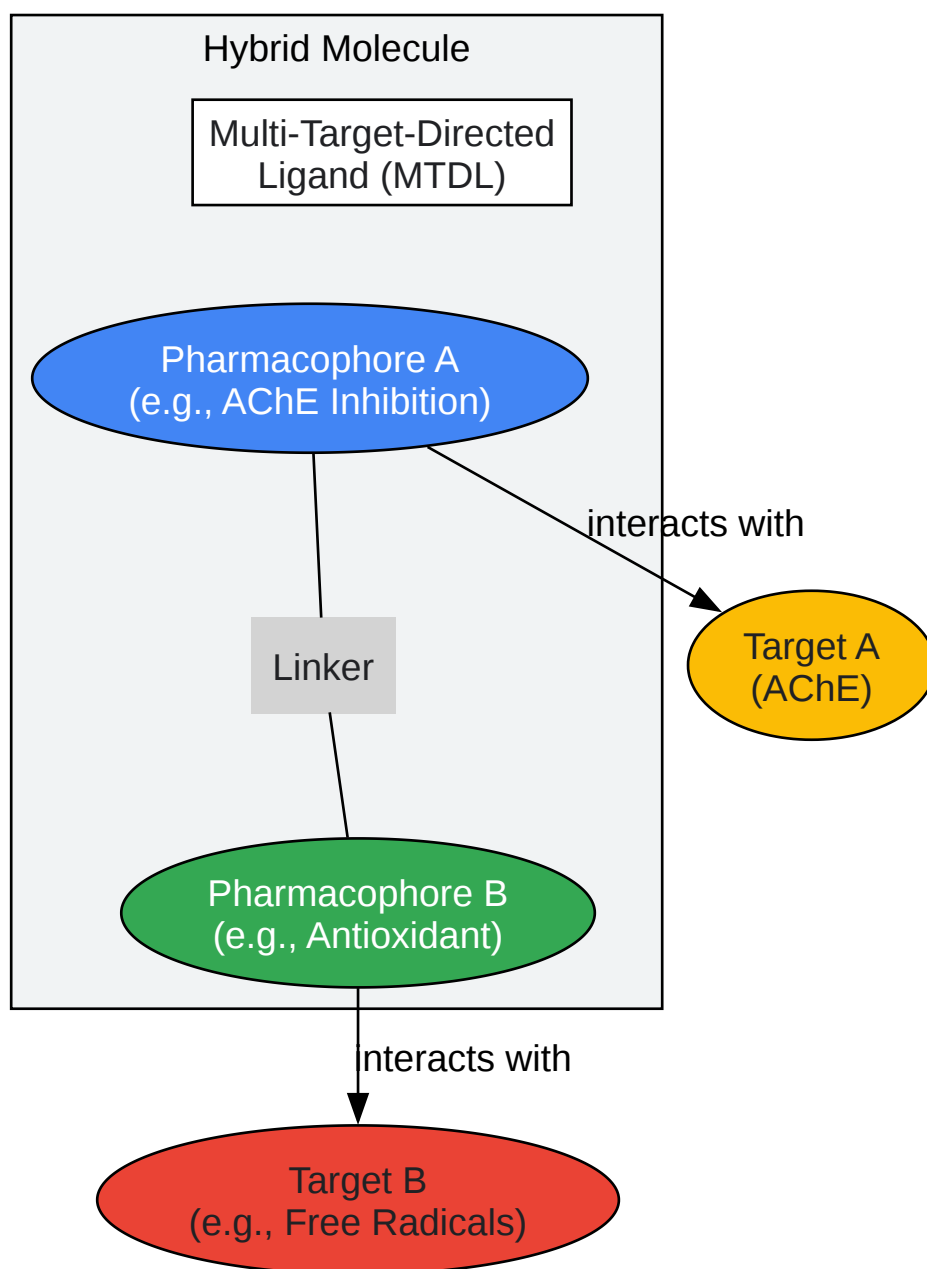 Hybrid Molecule
Multi-Target-Directed
Ligand (MTDL)
Pharmacophore A
(e.g., AChE Inhibition)
interacts with
Linker
Target A
(AChE)
Pharmacophore B
(e.g., Antioxidant)
interacts with
Target B
(e.g., Free Radicals)